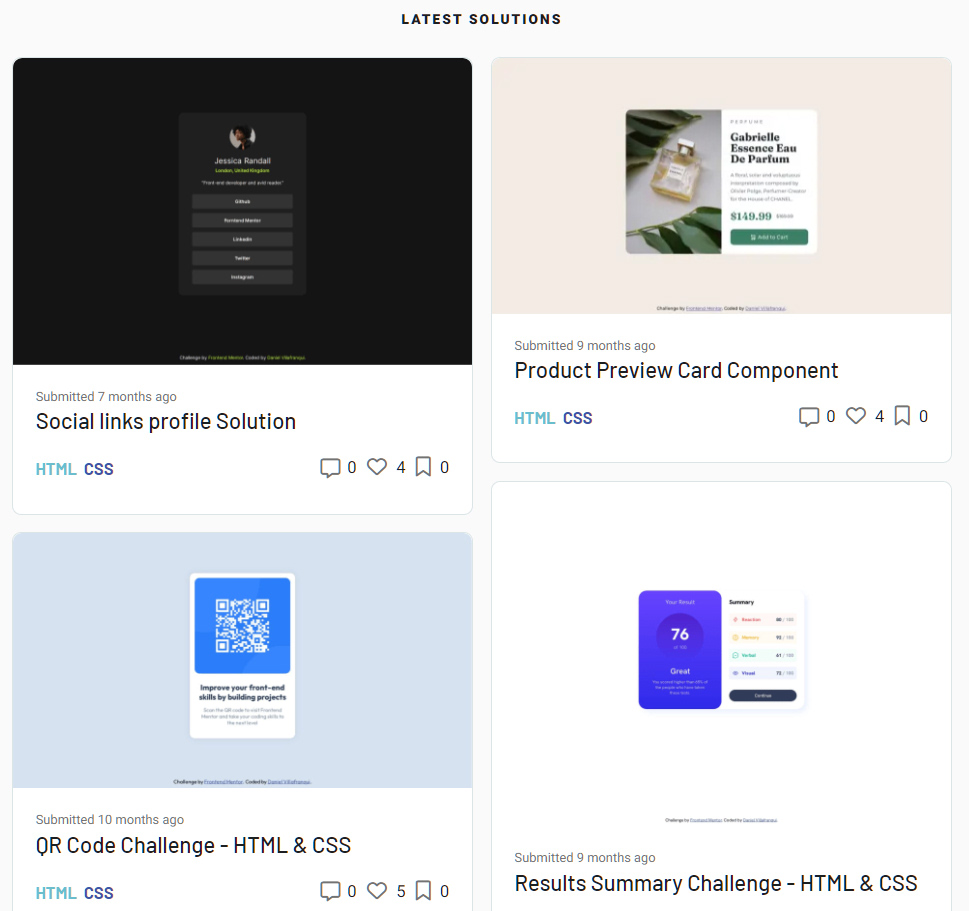 LATEST SOLUTIONS
Jessica Randall
London, United Kingdom
"Front-end developer and avid reader."
Github
Frontend Mentor
LinkedIn
Twitter
Instagram
Challenge by Frontend Mentor. Coded by Daniel Villafranqui.
Submitted 7 months ago
Social links profile Solution
HTML CSS
0 4 0
PERFUME
Gabrielle
Essence Eau
De Parfum
A floral, solar and voluptuous
interpretation composed by
Olivier Polge, Perfumer-Creator
for the House of CHANEL.
$149.99
Add to Cart
Challenge by Frontend Mentor. Coded by
Submitted 9 months ago
Product Preview Card Component
HTML CSS
0 4 0
Improve your front-end
skills by building projects
Scan the QR code to visit Frontend
Mentor and take your coding skills to
the next level
Challenge by Frontend Mentor. Coded by
Submitted 10 months ago
QR Code Challenge - HTML & CSS
HTML CSS
0 5 0
Your Result
76
of 100
Great
You scored higher than 65% of
the people who have taken
these tests.
Summary
Reaction 80 / 100
Memory 92 / 100
Verbal 61 / 100
Visual 72 / 100
Continue
Challenge by Frontend Mentor. Coded by
Submitted 9 months ago
Results Summary Challenge - HTML & CSS